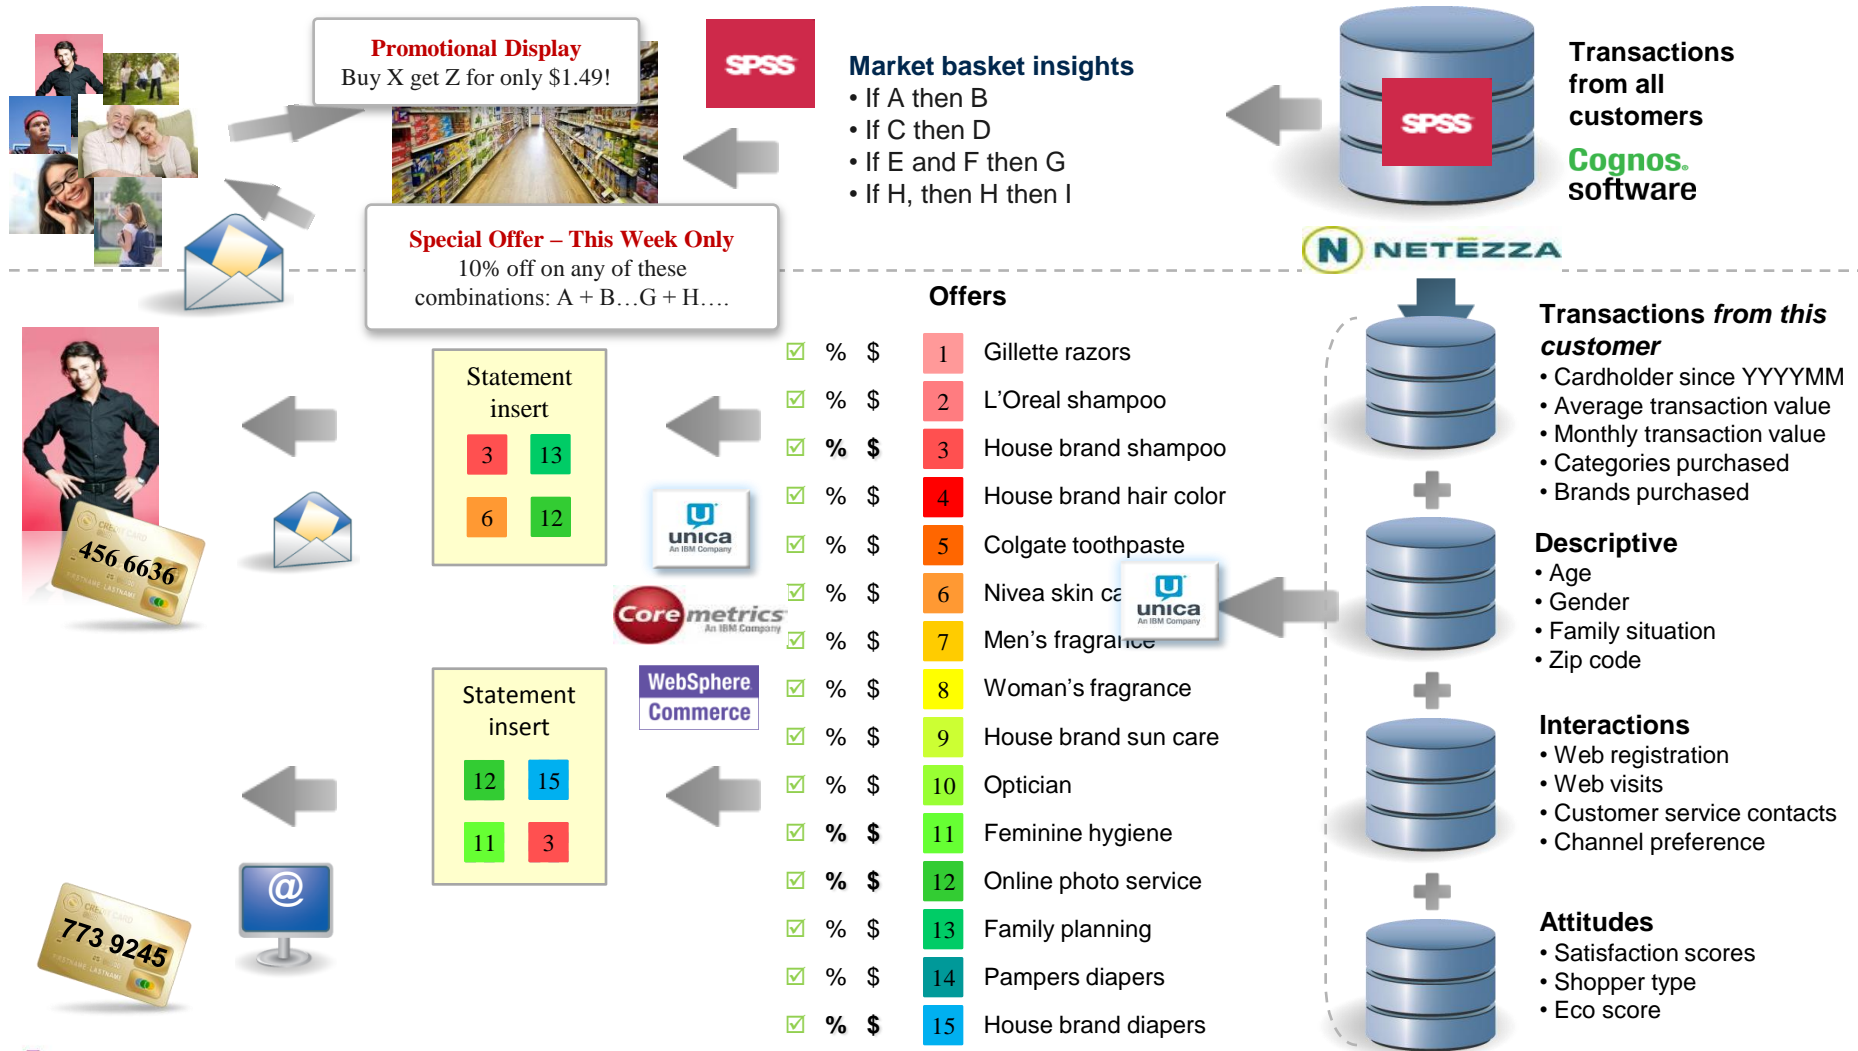 Promotional Display
Buy X get Z for only $1.49!
SPSS
Market basket insights
• If A then B
• If C then D
• If E and F then G
• If H, then H then I
SPSS
Transactions
from all
customers
Cognos.
software
NETEZZA
N
Special Offer – This Week Only
10% off on any of these
combinations: A + B…G + H….
Offers
% $ 1 Gillette razors
% $ 2 L’Oreal shampoo
% $ 3 House brand shampoo
% $ 4 House brand hair color
% $ 5 Colgate toothpaste
% $ 6 Nivea skin
% $ 7 Men’s fragrance
% $ 8 Woman’s fragrance
% $ 9 House brand sun care
% $ 10 Optician
% $ 11 Feminine hygiene
% $ 12 Online photo service
% $ 13 Family planning
% $ 14 Pampers diapers
% $ 15 House brand diapers
Statement
insert
3 13
6 12
unica
An IBM Company
Coremetrics
An IBM Company
WebSphere
Commerce
Statement
insert
12 15
11 3
CREDIT CARD
456 6636
FIRSTNAME LASTNAME
@
CREDIT CARD
773 9245
FIRSTNAME LASTNAME
unica
An IBM Company
Transactions from this
customer
• Cardholder since YYYYMM
• Average transaction value
• Monthly transaction value
• Categories purchased
• Brands purchased
Descriptive
• Age
• Gender
• Family situation
• Zip code
Interactions
• Web registration
• Web visits
• Customer service contacts
• Channel preference
Attitudes
• Satisfaction scores
• Shopper type
• Eco score